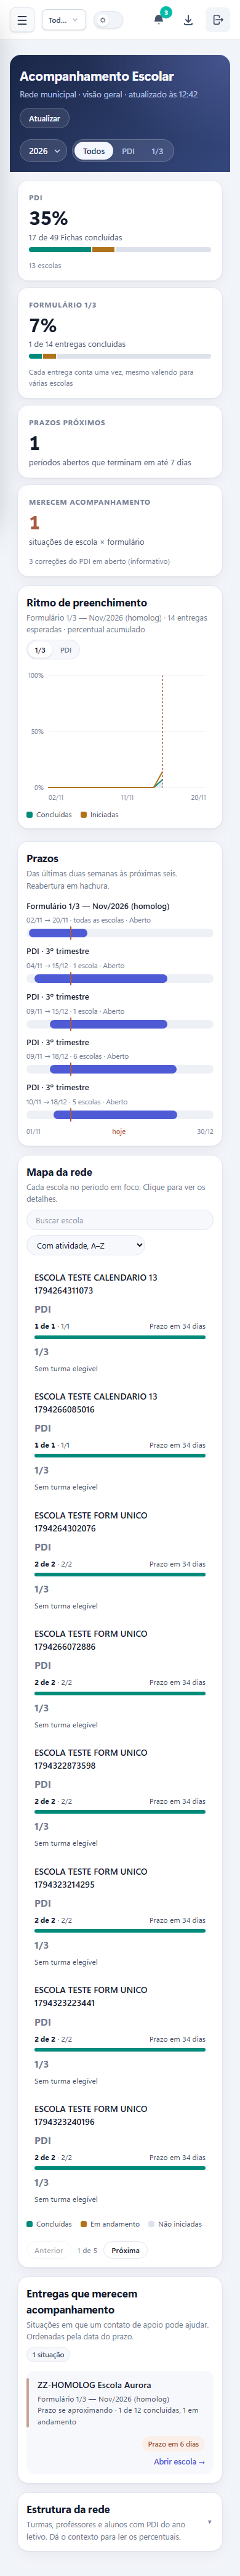 Tod...
3
Acompanhamento Escolar
Rede municipal · visão geral · atualizado às 12:42
Atualizar
2026
Todos
PDI
1/3
PDI
35%
17 de 49 Fichas concluídas
13 escolas
FORMULÁRIO 1/3
7%
1 de 14 entregas concluídas
Cada entrega conta uma vez, mesmo valendo para
várias escolas
PRAZOS PRÓXIMOS
1
períodos abertos que terminam em até 7 dias
MERECEM ACOMPANHAMENTO
1
situações de escola × formulário
3 correções do PDI em aberto (informativo)
Ritmo de preenchimento
Formulário 1/3 — Nov/2026 (homolog) · 14 entregas
esperadas · percentual acumulado
1/3
PDI
100%
50%
0%
02/11
11/11
20/11
Concluídas
Iniciadas
Prazos
Das últimas duas semanas às próximas seis.
Reabertura em hachura.
Formulário 1/3 — Nov/2026 (homolog)
02/11 → 20/11 · todas as escolas · Aberto
PDI · 3º trimestre
04/11 → 15/12 · 1 escola · Aberto
PDI · 3º trimestre
09/11 → 15/12 · 1 escola · Aberto
PDI · 3º trimestre
09/11 → 18/12 · 6 escolas · Aberto
PDI · 3º trimestre
10/11 → 18/12 · 5 escolas · Aberto
01/11
hoje
30/12
Mapa da rede
Cada escola no período em foco. Clique para ver os
detalhes.
Buscar escola
Com atividade, A–Z
ESCOLA TESTE CALENDARIO 13
1794264311073
PDI
1 de 1 · 1/1
Prazo em 34 dias
1/3
Sem turma elegível
ESCOLA TESTE CALENDARIO 13
1794266085016
PDI
1 de 1 · 1/1
Prazo em 34 dias
1/3
Sem turma elegível
ESCOLA TESTE FORM UNICO
1794264302076
PDI
2 de 2 · 2/2
Prazo em 34 dias
1/3
Sem turma elegível
ESCOLA TESTE FORM UNICO
1794266072886
PDI
2 de 2 · 2/2
Prazo em 34 dias
1/3
Sem turma elegível
ESCOLA TESTE FORM UNICO
1794322873598
PDI
2 de 2 · 2/2
Prazo em 34 dias
1/3
Sem turma elegível
ESCOLA TESTE FORM UNICO
1794323214295
PDI
2 de 2 · 2/2
Prazo em 34 dias
1/3
Sem turma elegível
ESCOLA TESTE FORM UNICO
1794323223441
PDI
2 de 2 · 2/2
Prazo em 34 dias
1/3
Sem turma elegível
ESCOLA TESTE FORM UNICO
1794323240196
PDI
2 de 2 · 2/2
Prazo em 34 dias
1/3
Sem turma elegível
Concluídas
Em andamento
Não iniciadas
Anterior
1 de 5
Próxima
Entregas que merecem
acompanhamento
Situações em que um contato de apoio pode ajudar.
Ordenadas pela data do prazo.
1 situação
ZZ-HOMOLOG Escola Aurora
Formulário 1/3 — Nov/2026 (homolog)
Prazo se aproximando · 1 de 12 concluídas, 1 em
andamento
Prazo em 6 dias
Abrir escola →
Estrutura da rede
Turmas, professores e alunos com PDI do ano
letivo. Dá o contexto para ler os percentuais.